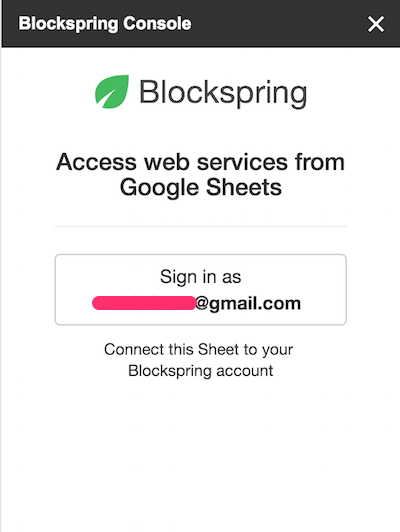 Blockspring Console
Blockspring
Access web services from
Google Sheets
Sign in as
@gmail.com
Connect this Sheet to your
Blockspring account